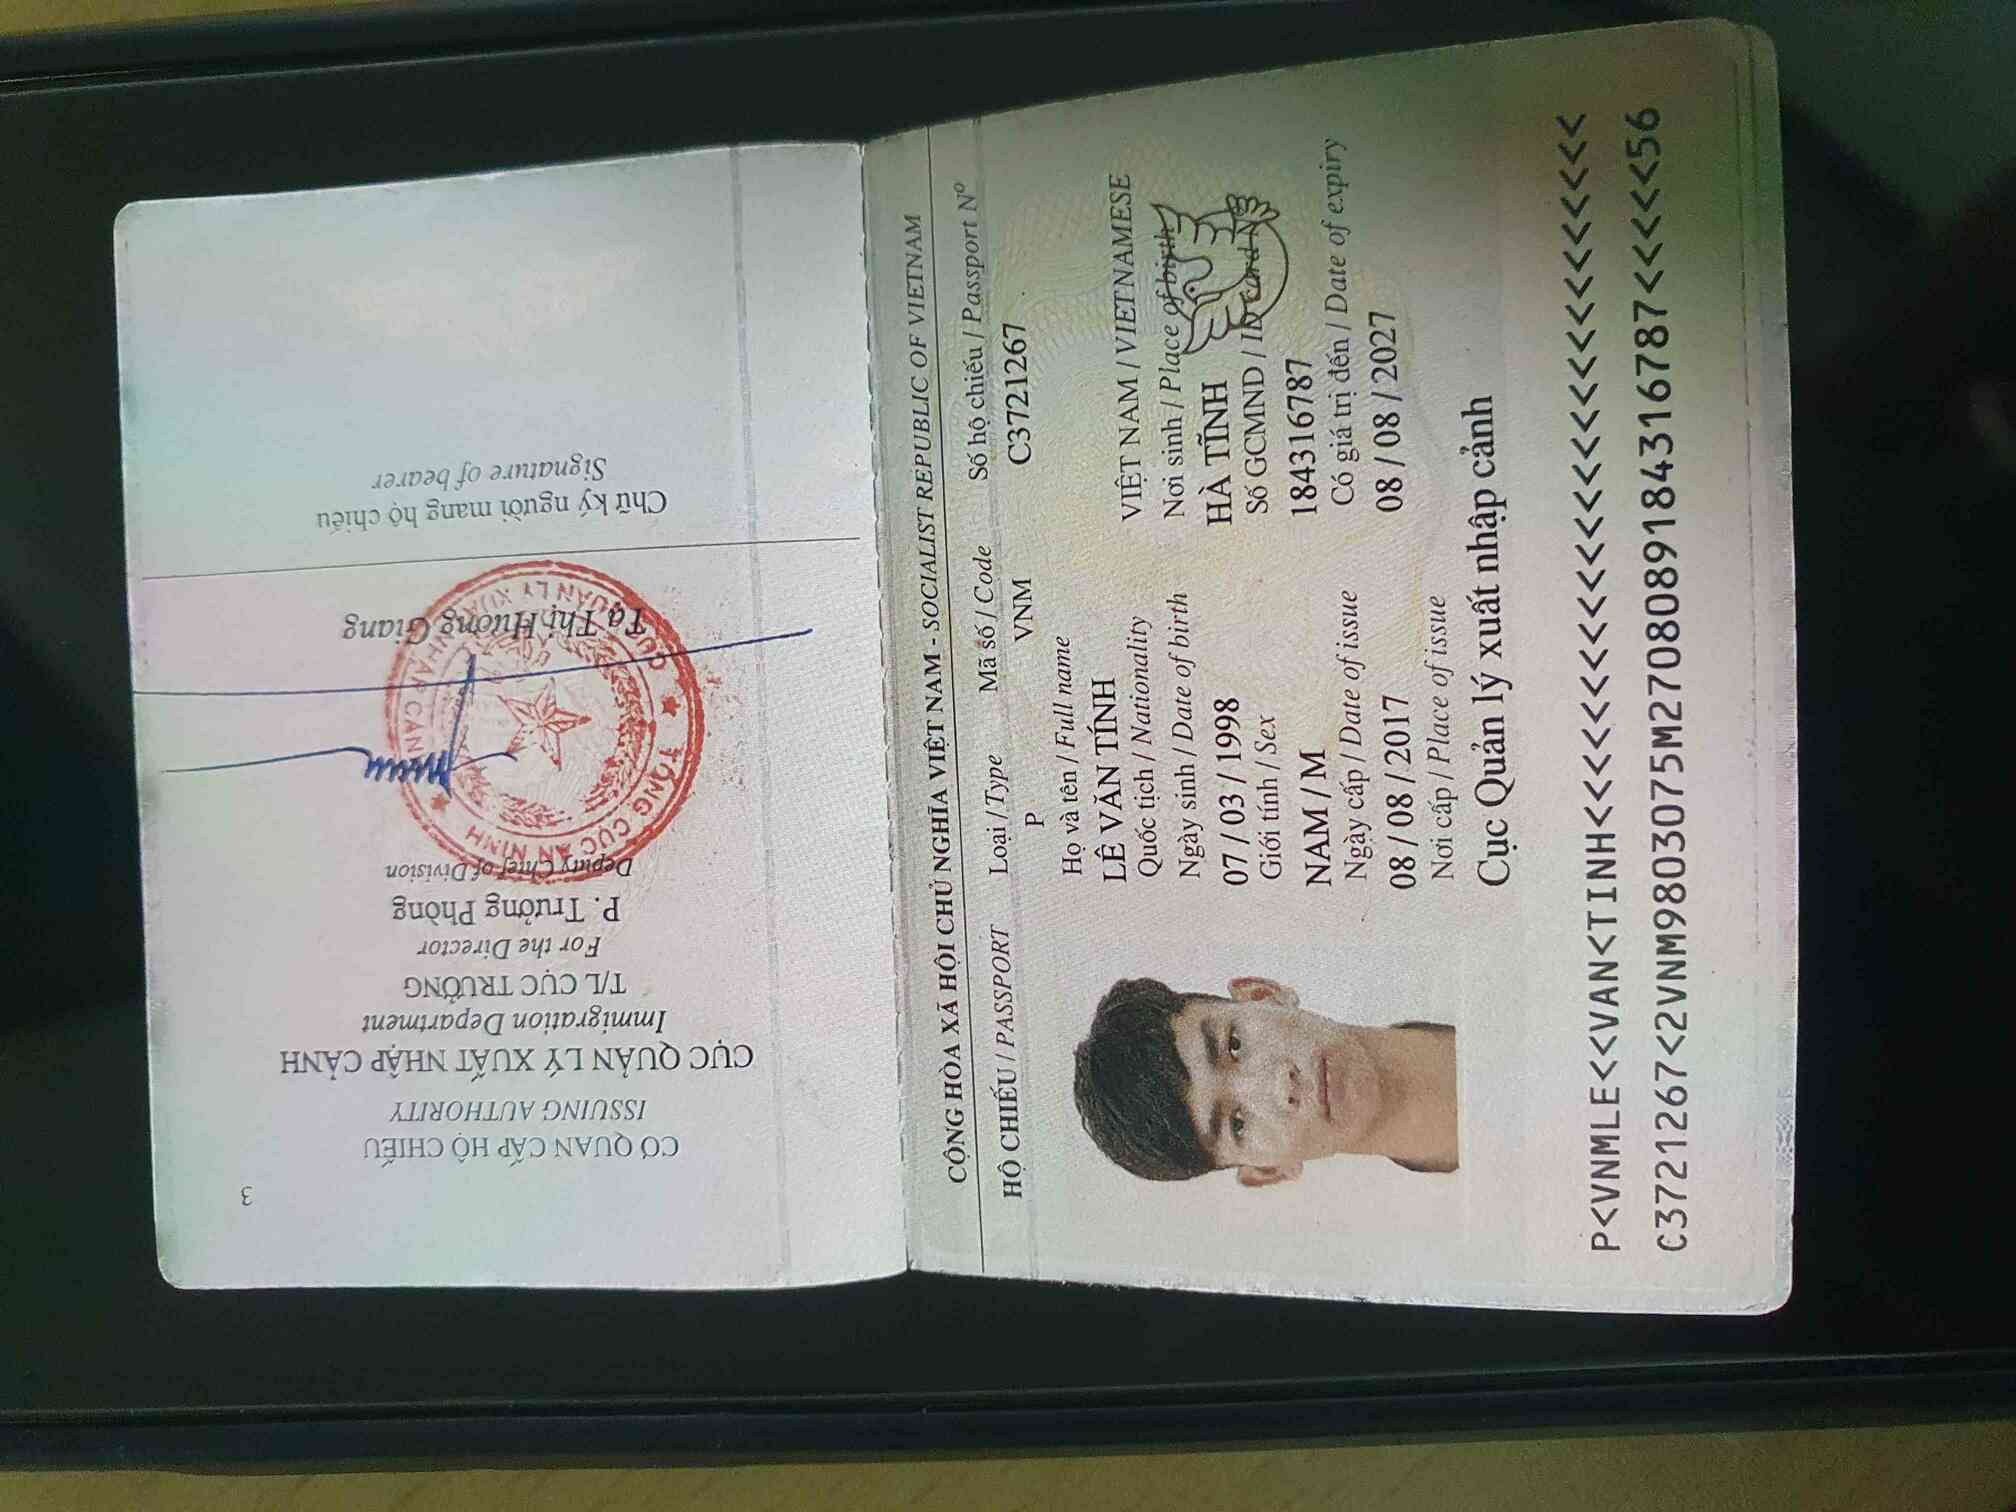 3
CƠ QUAN CẤP HỘ CHIẾU
ISSUING AUTHORITY
CỤC QUẢN LÝ XUẤT NHẬP CẢNH
Immigration Department
T/L CỤC TRƯỞNG
For the Director
P. Trưởng Phòng
Deputy Chief of Division
TỔNG CỤC AN NINH
Tạ Thị Hương Giang
Chữ ký người mang hộ chiếu
Signature of bearer
CỘNG HÒA XÃ HỘI CHỦ NGHĨA VIỆT NAM - SOCIALIST REPUBLIC OF VIETNAM
HỘ CHIẾU / PASSPORT Loại / Type Mã số / Code Số hộ chiếu / Passport Nº
P VNM C3721267
Họ và tên / Full name
LÊ VĂN TÍNH
Quốc tịch / Nationality VIỆT NAM / VIETNAMESE
Ngày sinh / Date of birth Nơi sinh / Place of birth
07 / 03 / 1998 HÀ TĨNH
Giới tính / Sex Số GCMND / ID card Nº
NAM / M 184316787
Ngày cấp / Date of issue Có giá trị đến / Date of expiry
08 / 08 / 2017 08 / 08 / 2027
Nơi cấp / Place of issue
Cục Quản lý xuất nhập cảnh
P<VNMLE<<VAN<TINH<<<<<<<<<<<<<<<<<<<<<<<<<<<
C3721267<2VNM9803075M2708089184316787<<<<<56